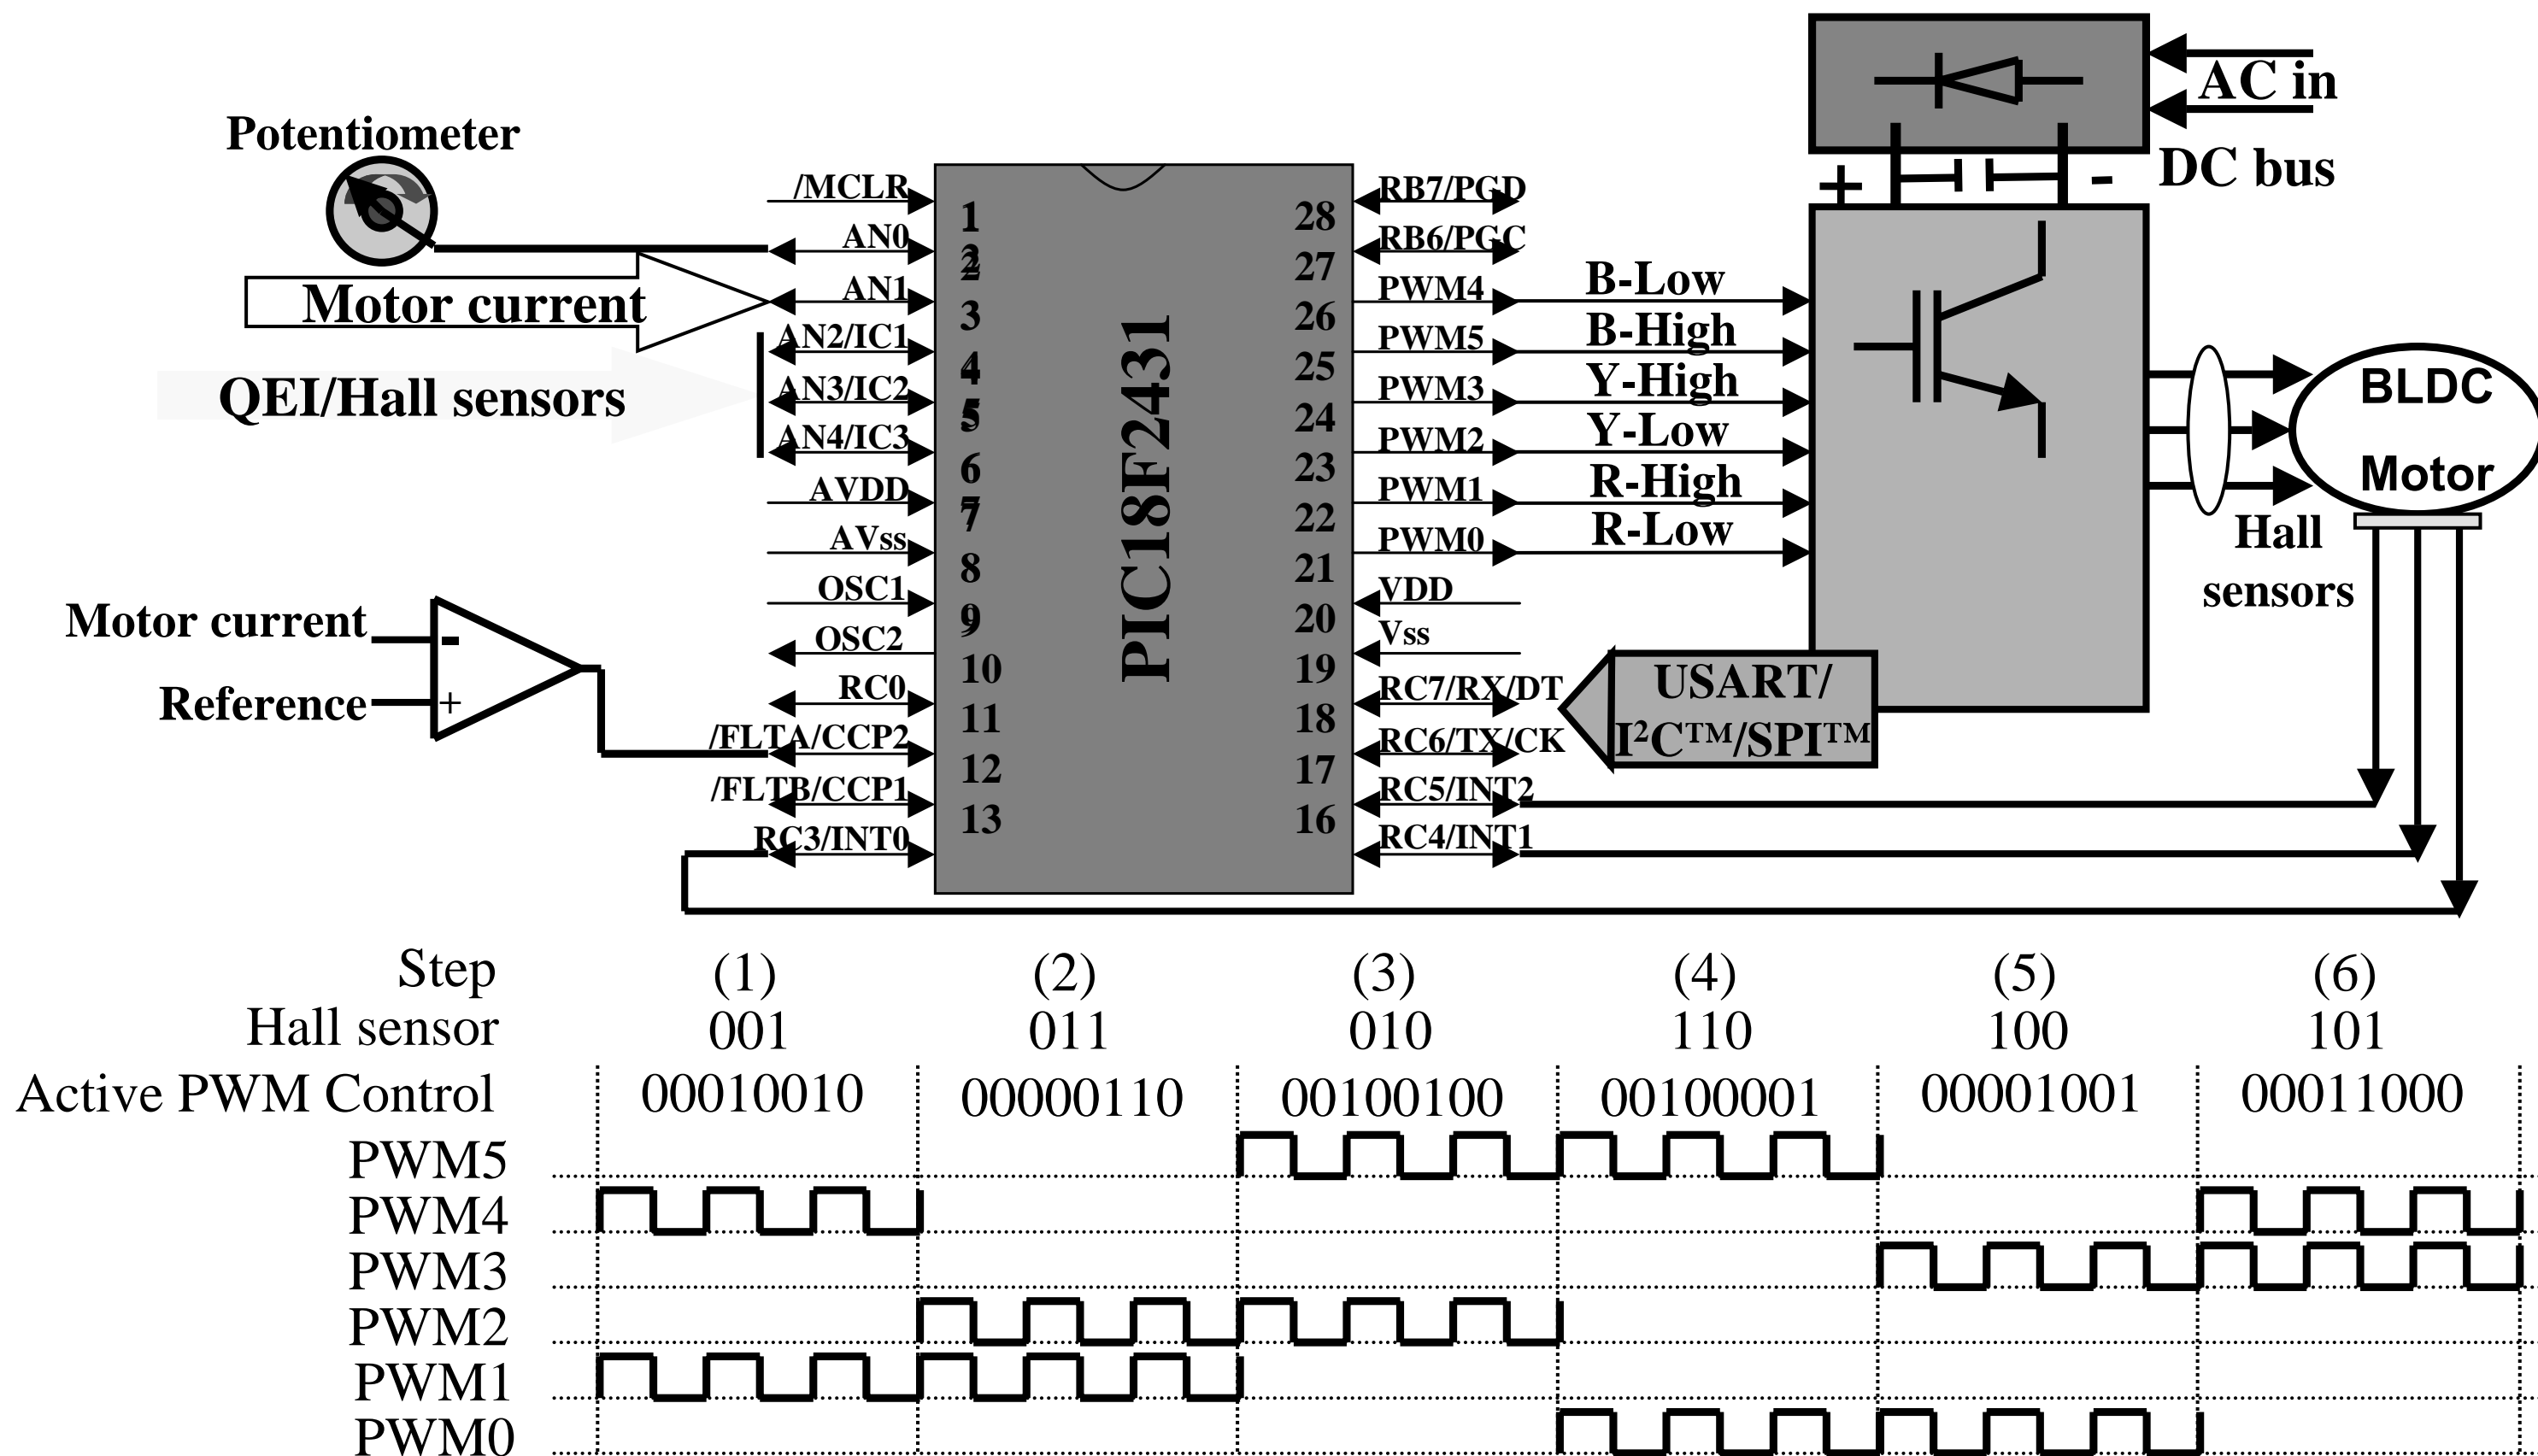 AC in
DC bus
+
-
Potentiometer
Motor current
QEI/Hall sensors
Motor current
-
Reference
+
/MCLR
AN0
AN1
AN2/IC1
AN3/IC2
AN4/IC3
AVDD
AVss
OSC1
OSC2
RC0
/FLTA/CCP2
/FLTB/CCP1
RC3/INT0
1
2
3
4
5
6
7
8
9
10
11
12
13
PIC18F2431
28
27
26
25
24
23
22
21
20
19
18
17
16
RB7/PGD
RB6/PGC
PWM4
PWM5
PWM3
PWM2
PWM1
PWM0
VDD
Vss
RC7/RX/DT
RC6/TX/CK
RC5/INT2
RC4/INT1
B-Low
B-High
Y-High
Y-Low
R-High
R-Low
USART/
I²C™/SPI™
BLDC
Motor
Hall
sensors
Step (1) (2) (3) (4) (5) (6)
Hall sensor 001 011 010 110 100 101
Active PWM Control 00010010 00000110 00100100 00100001 00001001 00011000
PWM5
PWM4
PWM3
PWM2
PWM1
PWM0